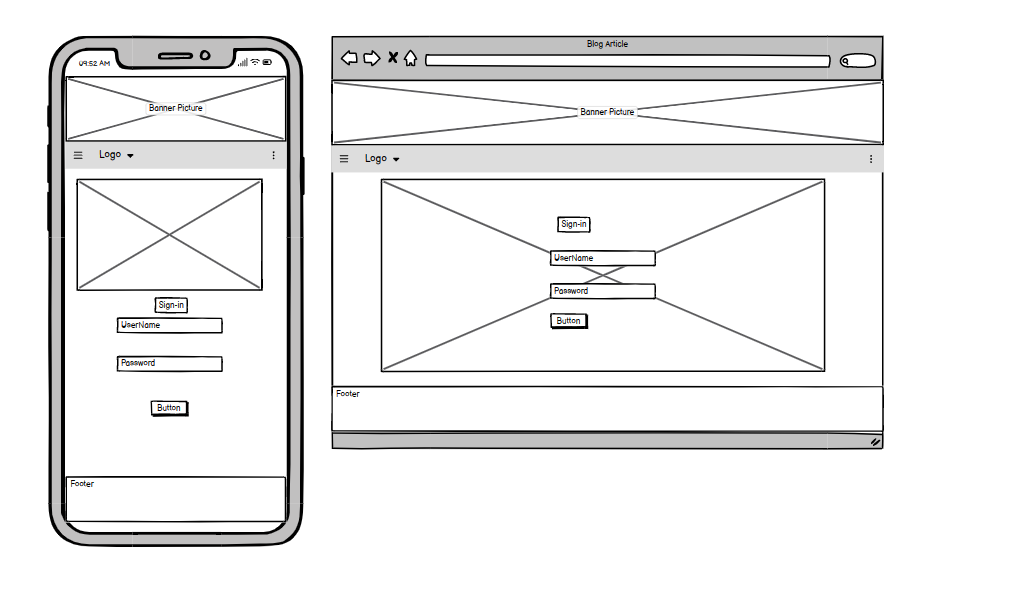 09:52 AM
Banner Picture
Logo
Sign-in
UserName
Password
Button
Footer
Blog Article
Banner Picture
Logo
Sign-in
UserName
Password
Button
Footer